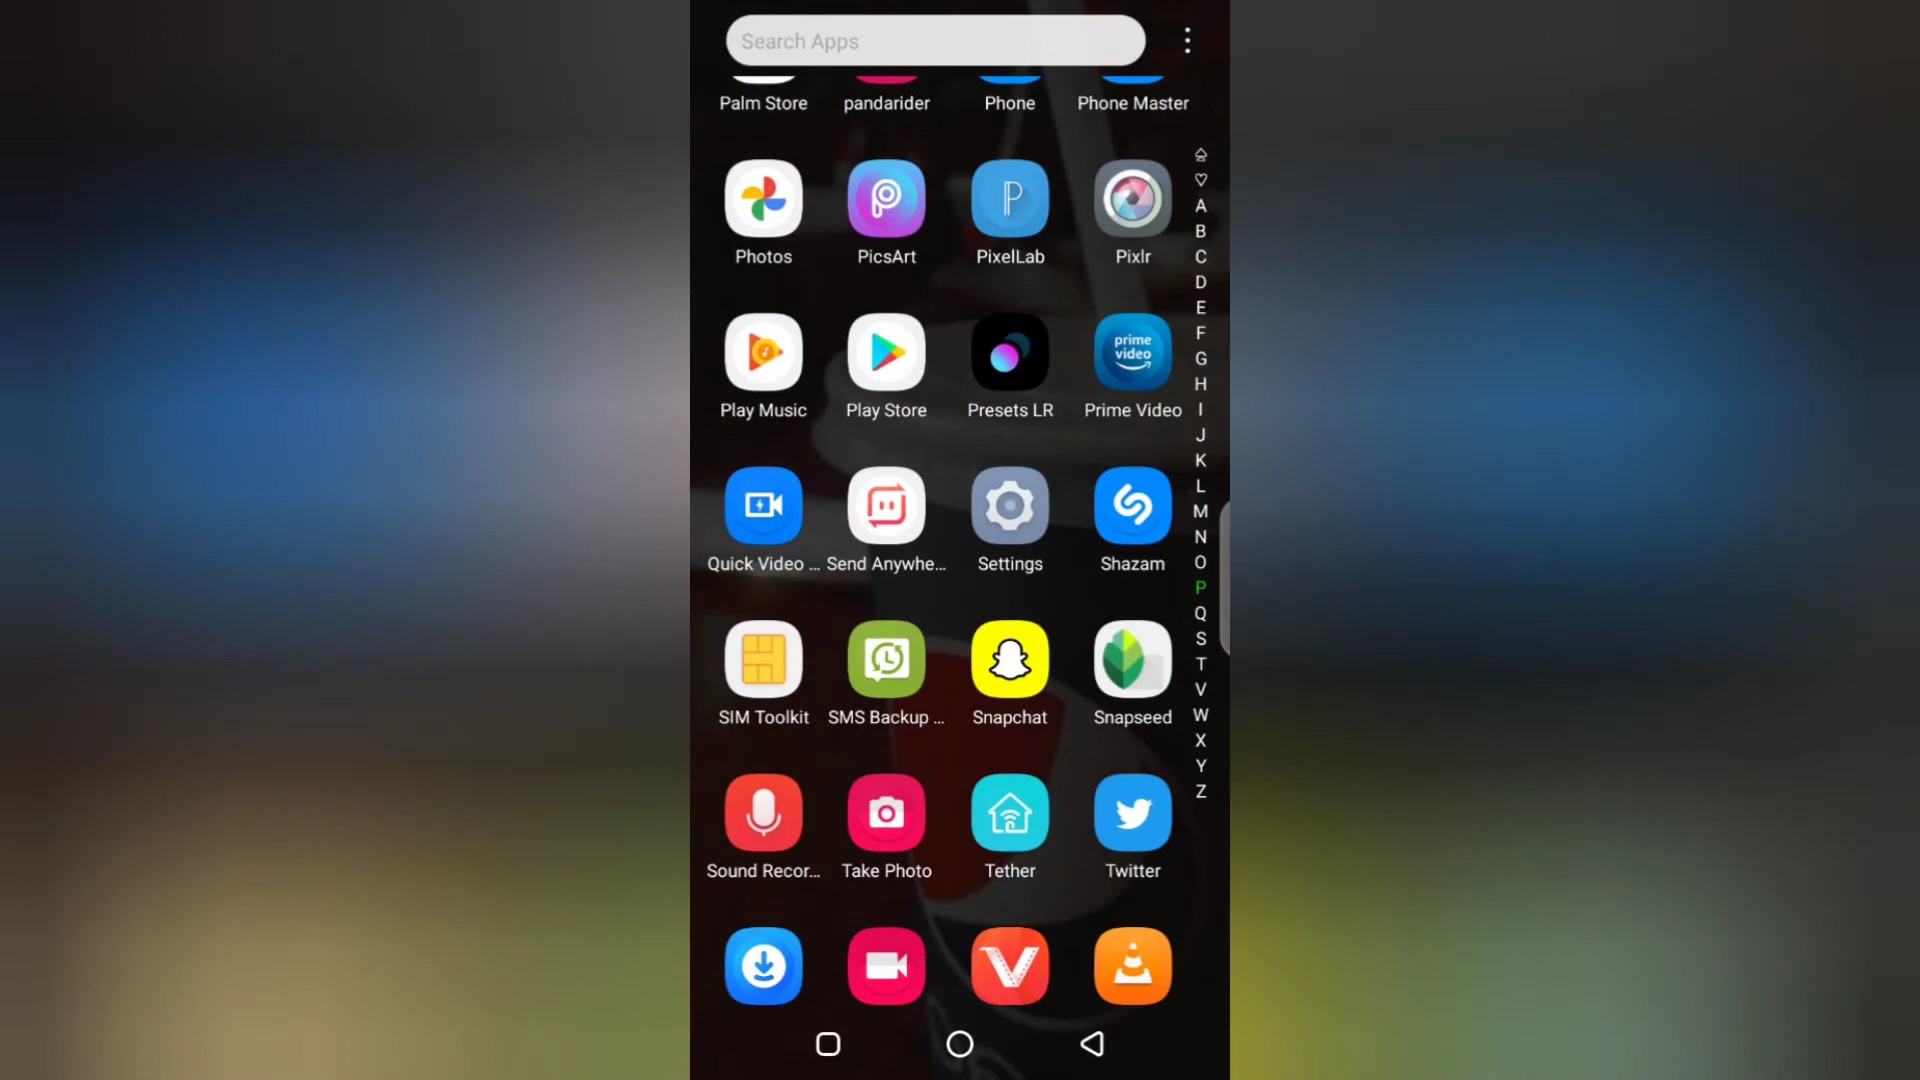 Search Apps
Palm Store pandarider Phone Phone Master
Photos PicsArt PixelLab Pixlr
prime
video
Play Music Play Store Presets LR Prime Video
Quick Video ... Send Anywhe... Settings Shazam
SIM Toolkit SMS Backup ... Snapchat Snapseed
Sound Recor... Take Photo Tether Twitter
A
B
C
D
E
F
G
H
I
J
K
L
M
N
O
P
Q
S
T
V
W
X
Y
Z